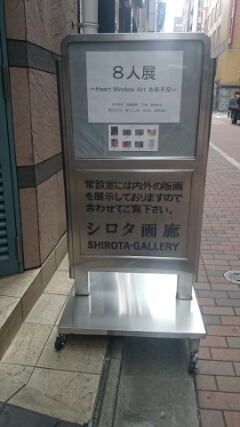 8人展
～Heart Window Art
常設室には内外の版画
を展示しておりますので
合わせてご覧下さい。
シロタ画廊
SHIROTA-GALLERY